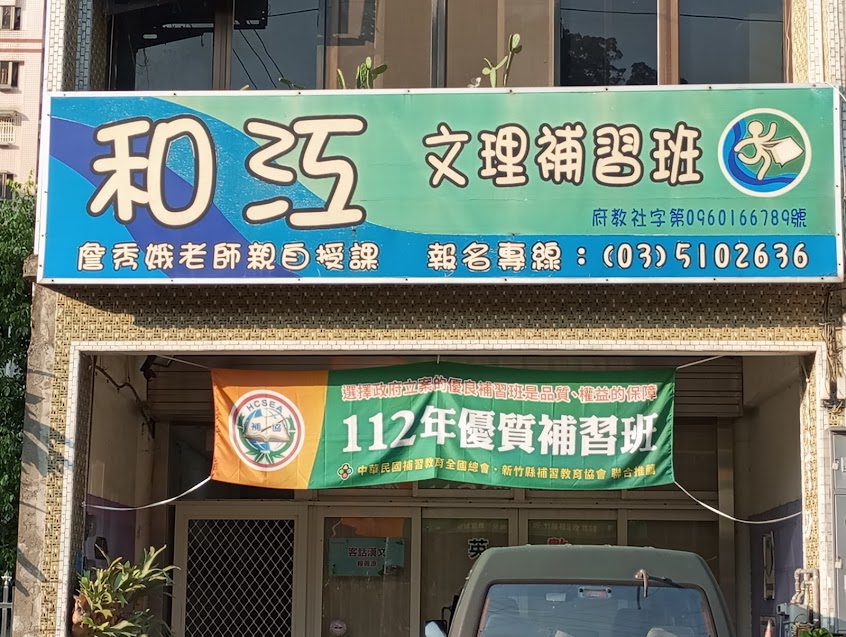 和江 文理補習班
府教社字第0960166789號
詹秀娥老師親自授課 報名專線：(03)5102636
選擇政府立案的優良補習班是品質、權益的保障
HCSEA
補協
112年優質補習班
中華民國補習教育全國總會・新竹縣補習教育協會 聯合推薦
客話漢文
英
數